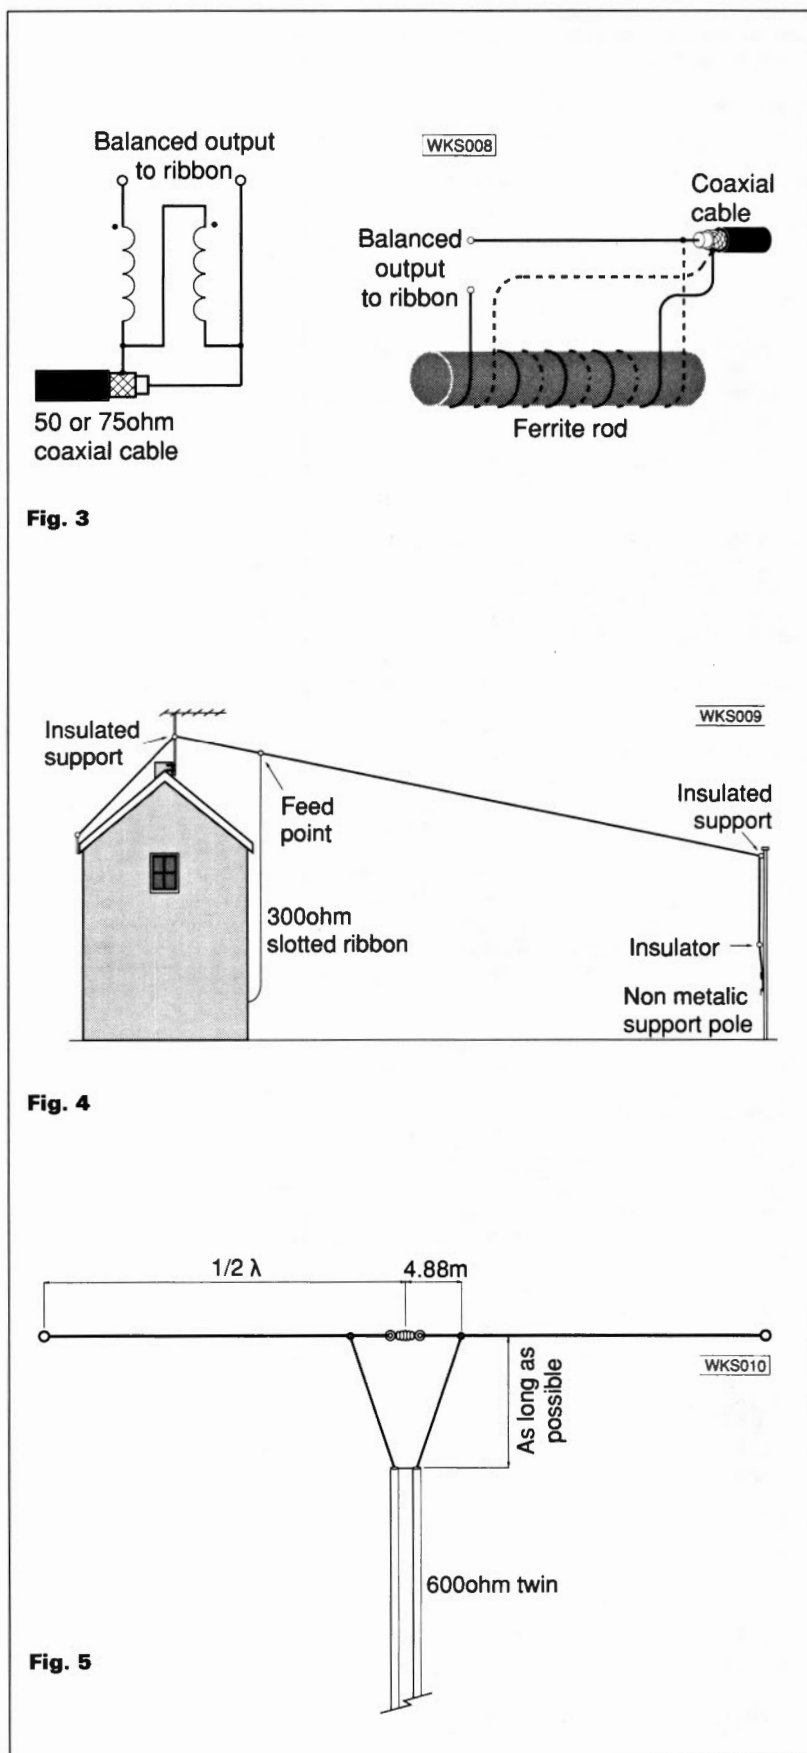 Balanced output
to ribbon
50 or 75ohm
coaxial cable
WKS008
Coaxial
cable
Balanced
output
to ribbon
Ferrite rod
Fig. 3
WKS009
Insulated
support
Feed
point
300ohm
slotted ribbon
Insulated
support
Insulator
Non metalic
support pole
Fig. 4
1/2 λ
4.88m
As long as
possible
WKS010
600ohm twin
Fig. 5